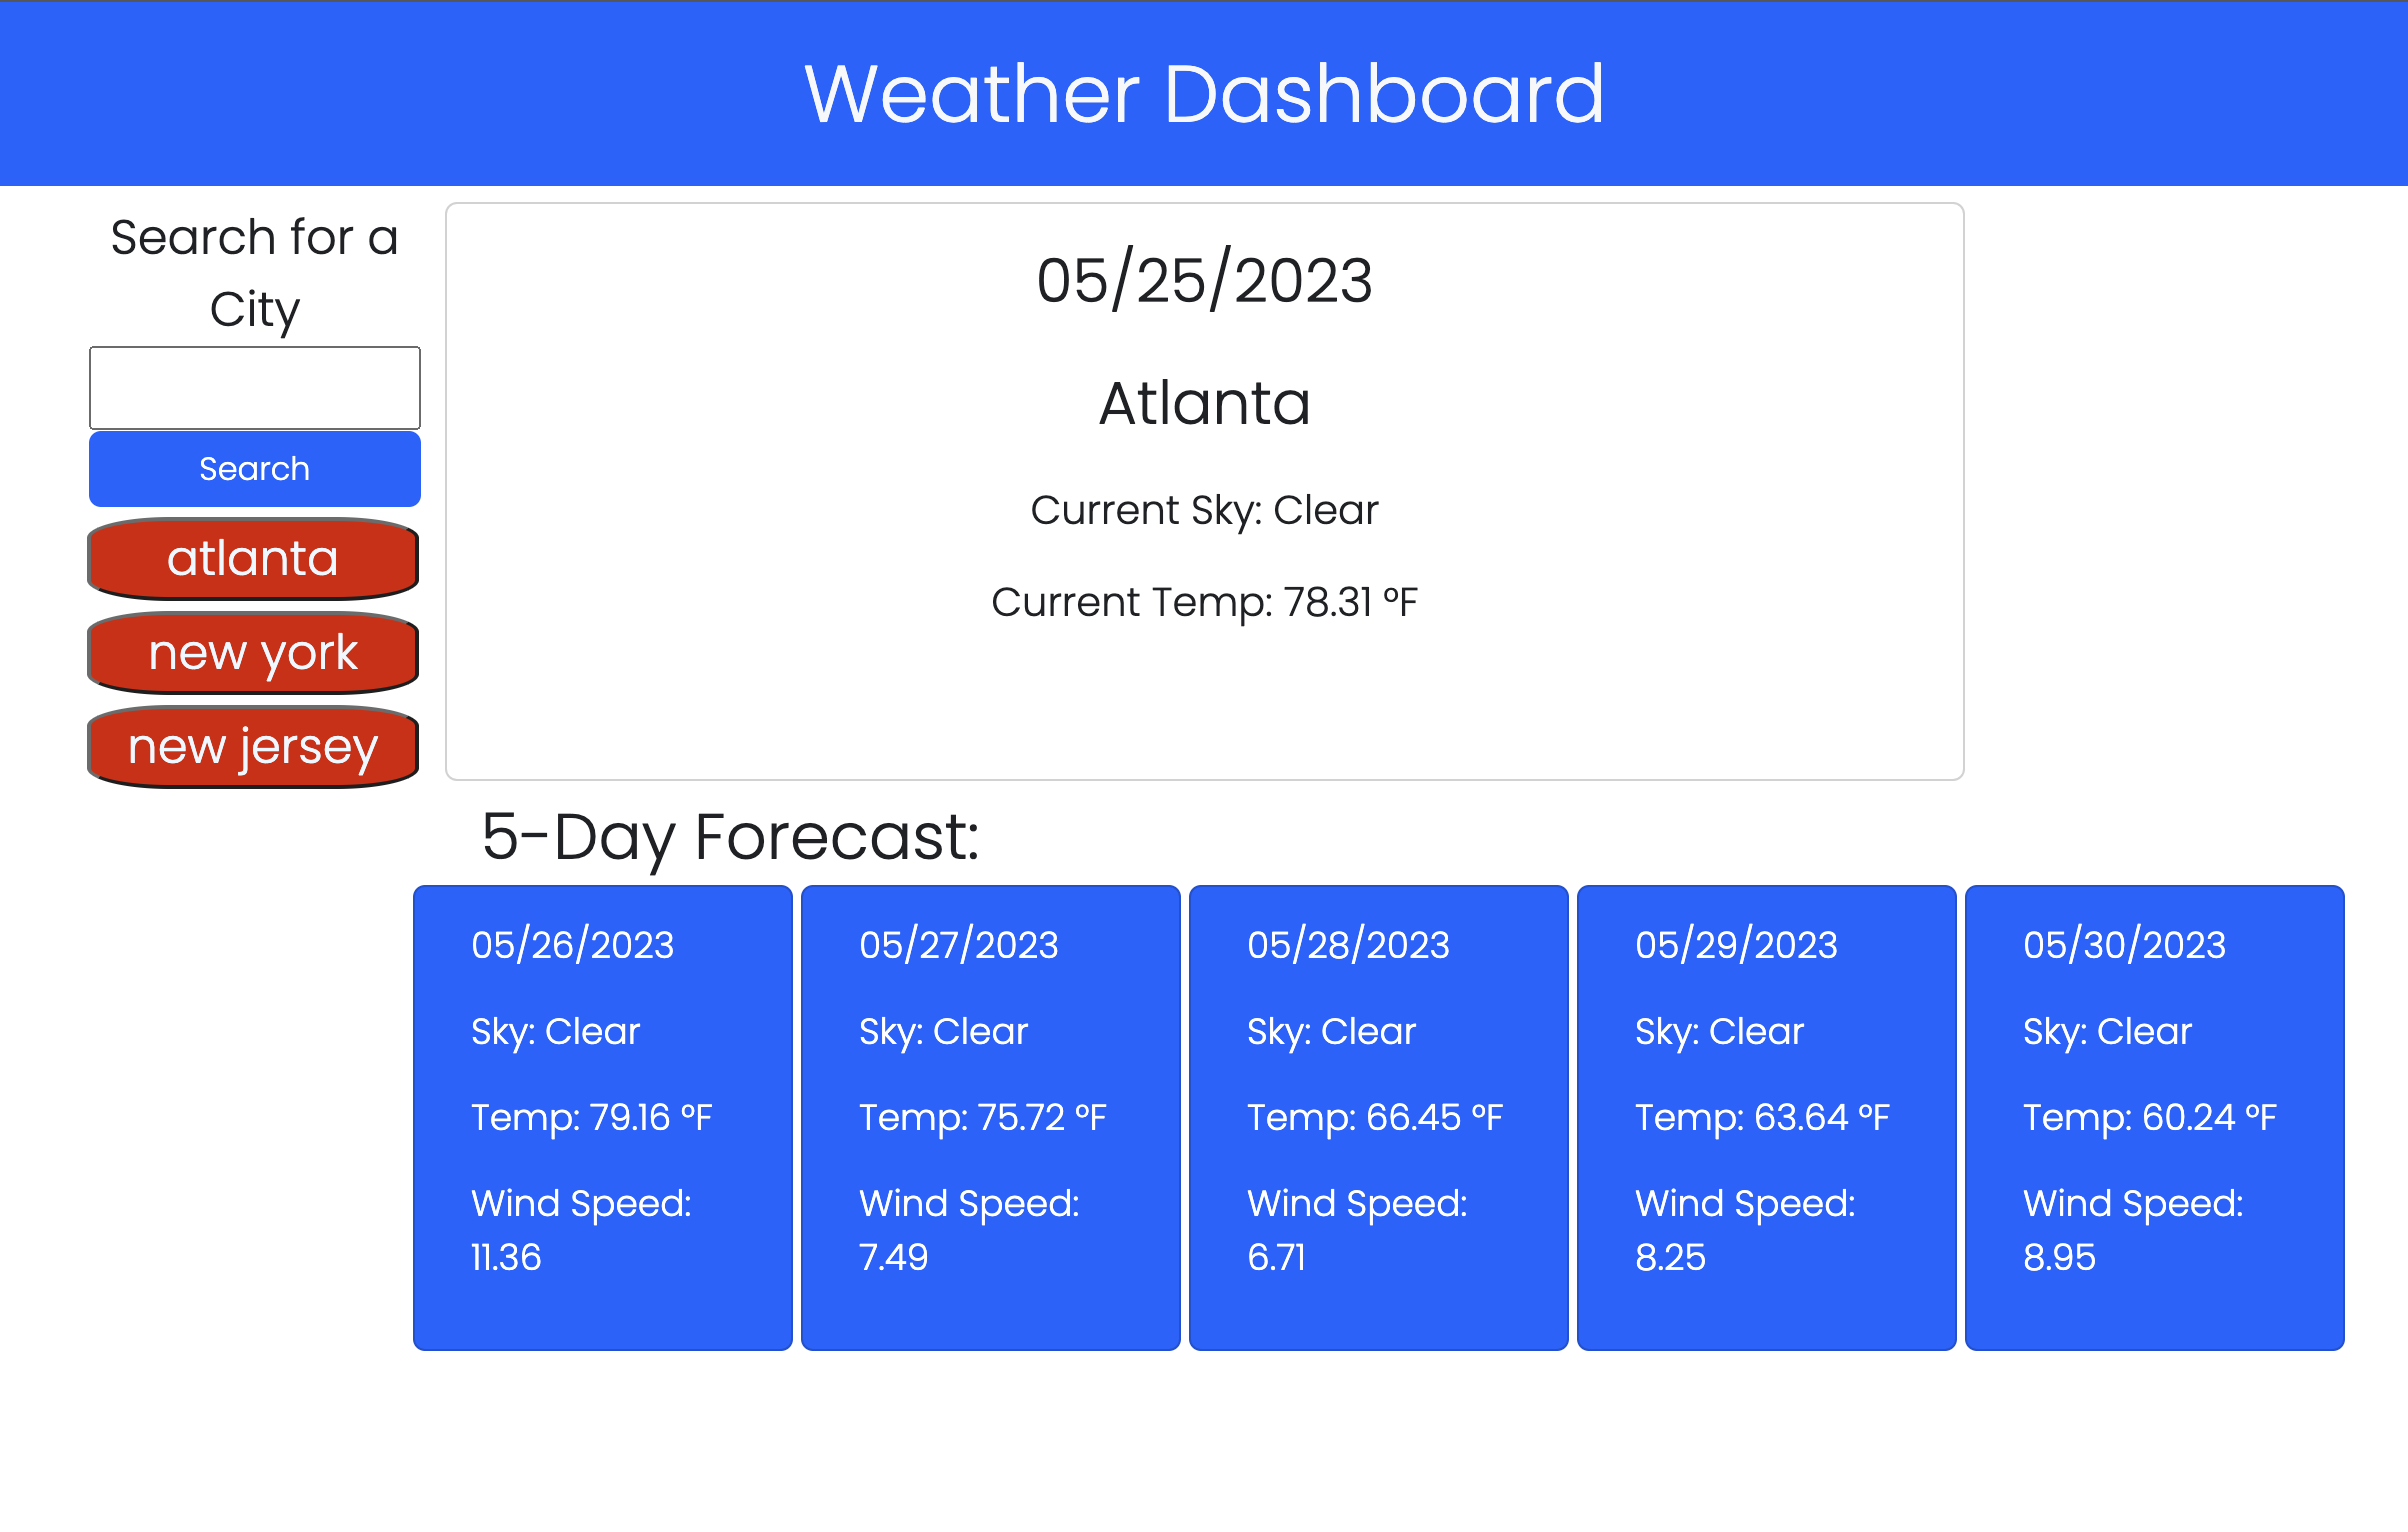 Weather Dashboard
Search for a
City
Search
atlanta
new york
new jersey
05/25/2023
Atlanta
Current Sky: Clear
Current Temp: 78.31 °F
5-Day Forecast:
05/26/2023
Sky: Clear
Temp: 79.16 °F
Wind Speed:
11.36
05/27/2023
Sky: Clear
Temp: 75.72 °F
Wind Speed:
7.49
05/28/2023
Sky: Clear
Temp: 66.45 °F
Wind Speed:
6.71
05/29/2023
Sky: Clear
Temp: 63.64 °F
Wind Speed:
8.25
05/30/2023
Sky: Clear
Temp: 60.24 °F
Wind Speed:
8.95